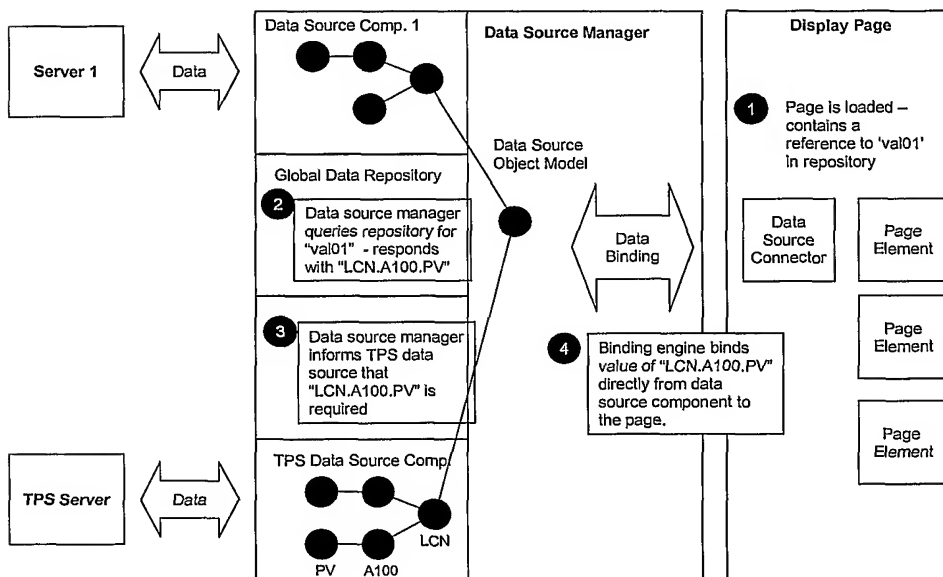 Server 1
Data
Data Source Comp. 1
Data Source Manager
Display Page
1
Page is loaded –
contains a
reference to 'val01'
in repository
Data Source
Object Model
Global Data Repository
2
Data source manager
queries repository for
"val01" - responds
with "LCN.A100.PV"
Data
Binding
Data
Source
Connector
Page
Element
3
Data source manager
informs TPS data
source that
"LCN.A100.PV" is
required
4
Binding engine binds
value of "LCN.A100.PV"
directly from data
source component to
the page.
Page
Element
Page
Element
TPS Server
Data
TPS Data Source Comp.
LCN
PV
A100